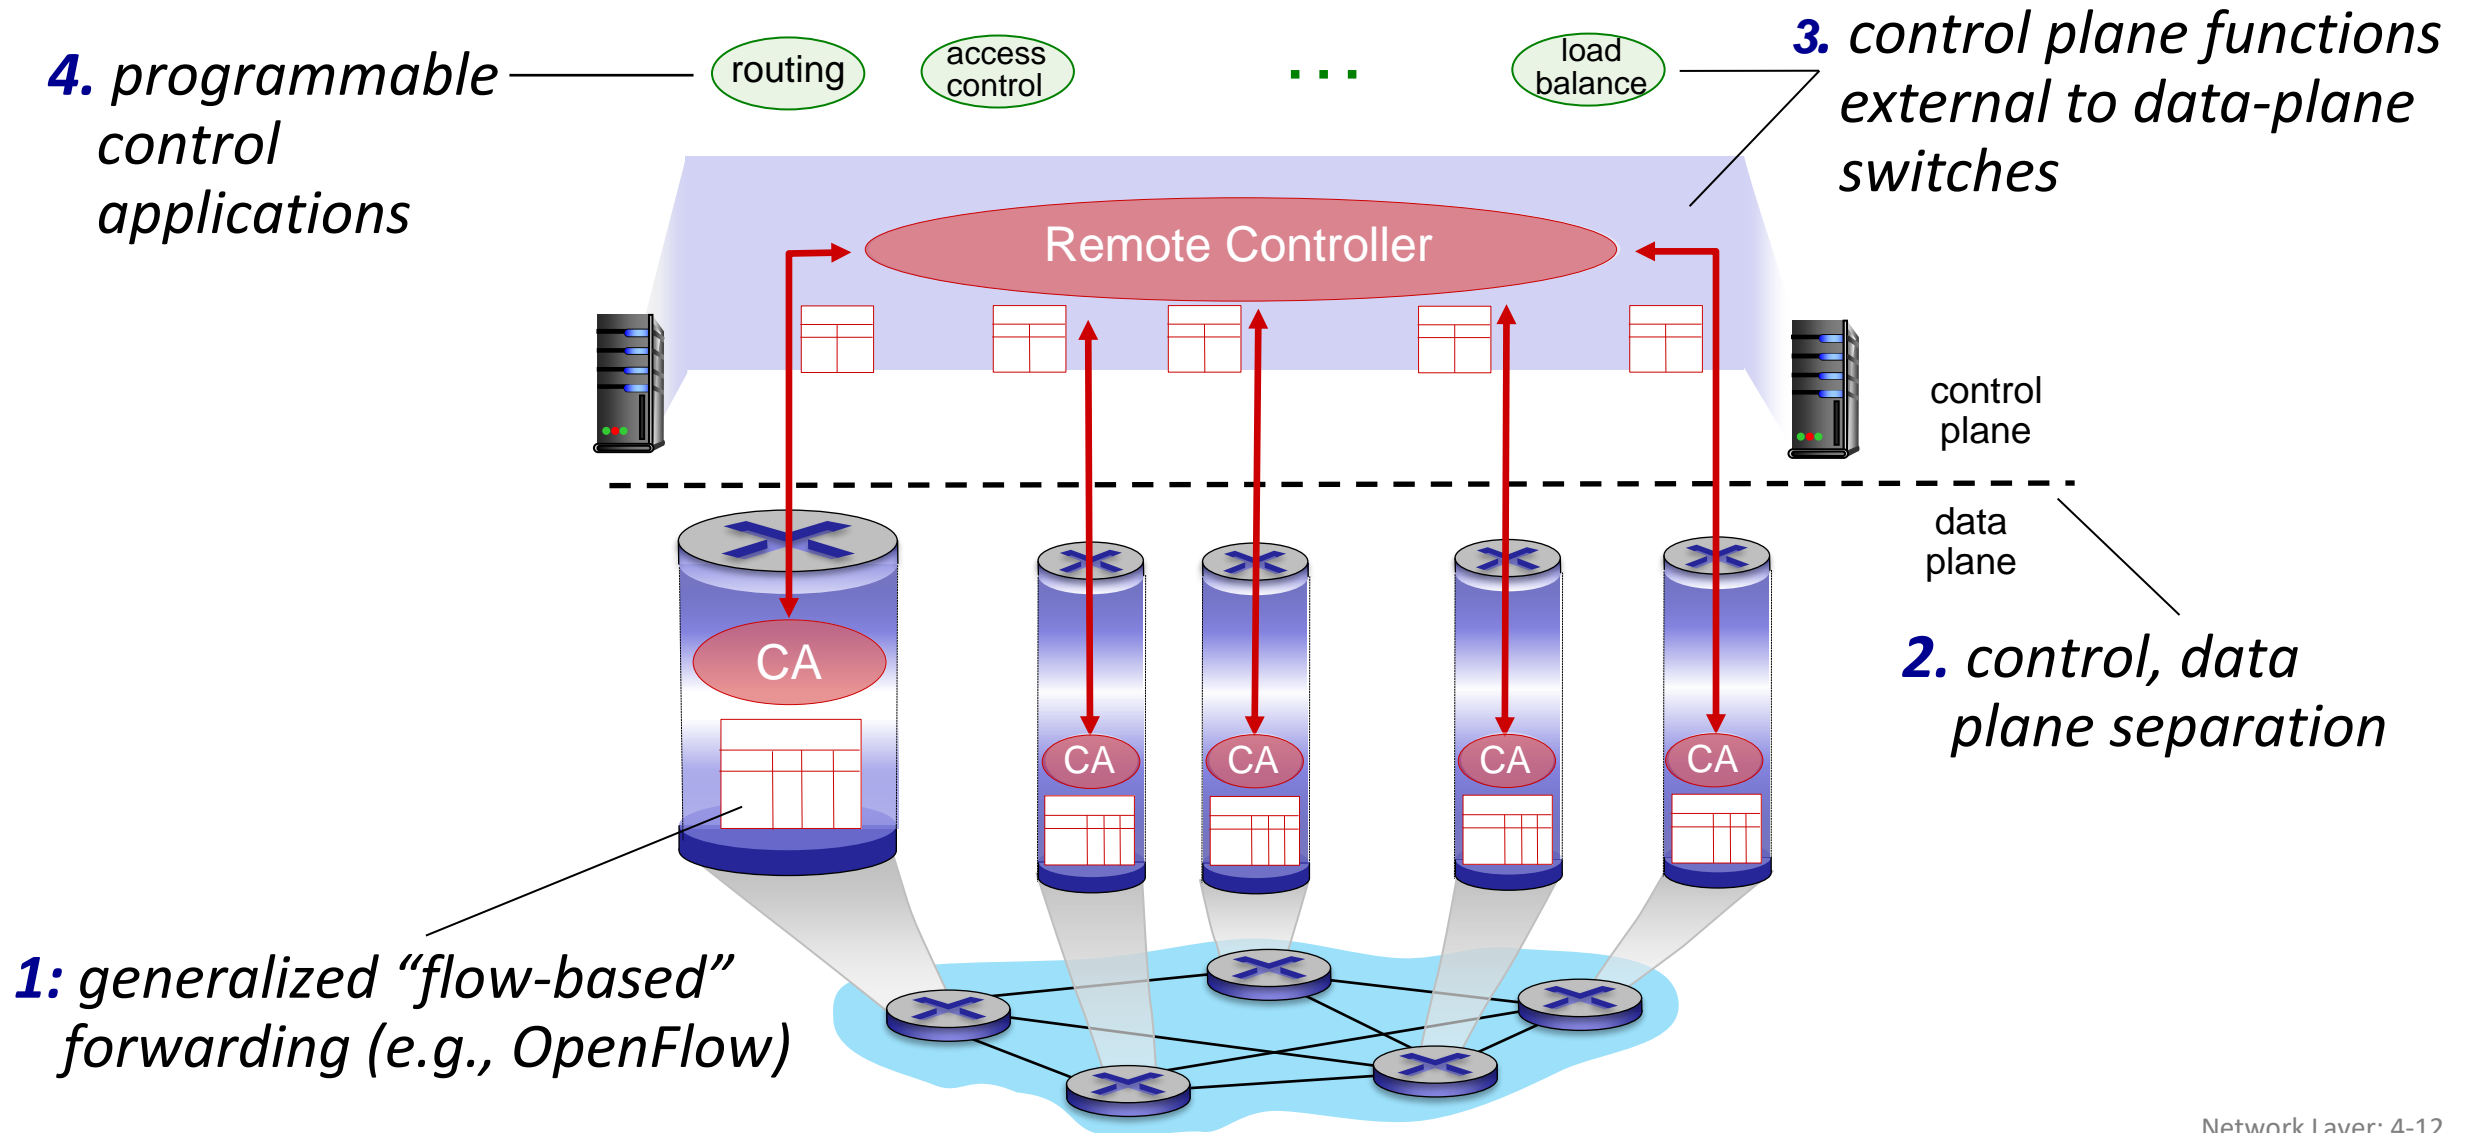 4. programmable
control
applications
routing
access
control
...
load
balance
3. control plane functions
external to data-plane
switches
Remote Controller
control
plane
data
plane
CA
CA
CA
CA
CA
2. control, data
plane separation
1: generalized “flow-based”
forwarding (e.g., OpenFlow)
Network Layer: 4-12